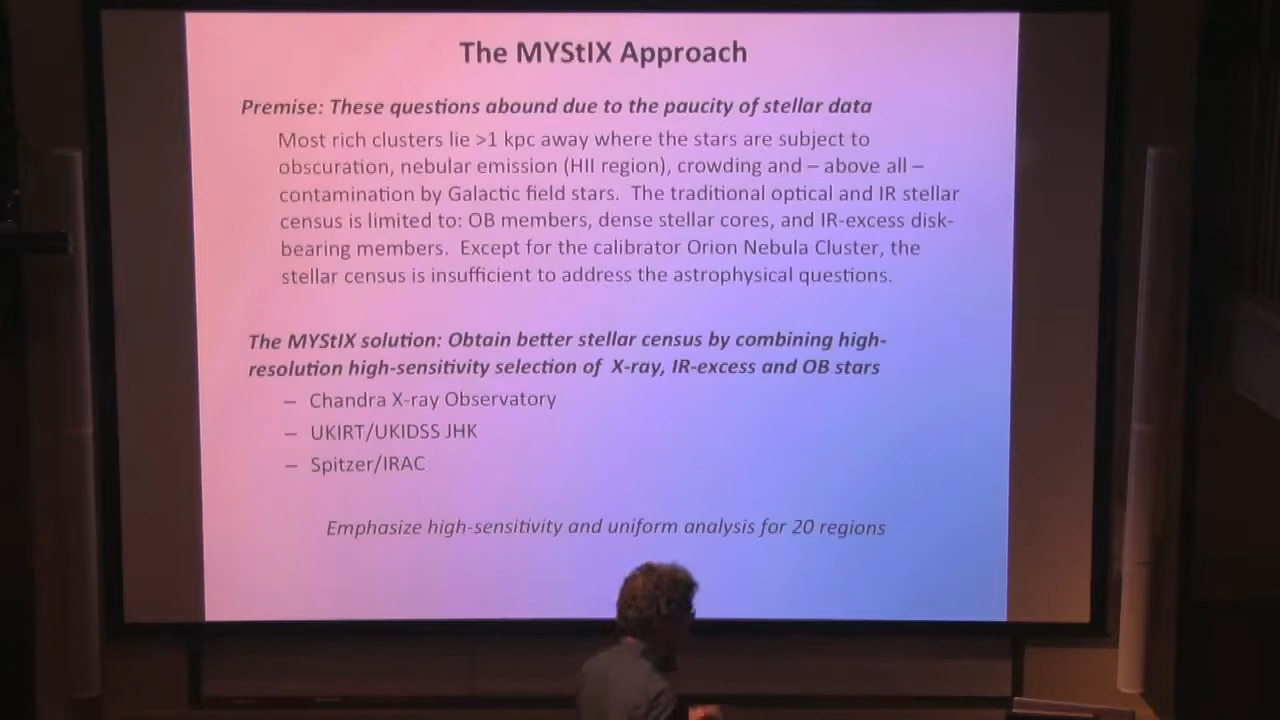 The MYStIX Approach
Premise: These questions abound due to the paucity of stellar data
Most rich clusters lie >1 kpc away where the stars are subject to
obscuration, nebular emission (HII region), crowding and – above all –
contamination by Galactic field stars.  The traditional optical and IR stellar
census is limited to: OB members, dense stellar cores, and IR-excess disk-
bearing members.  Except for the calibrator Orion Nebula Cluster, the
stellar census is insufficient to address the astrophysical questions.
The MYStIX solution: Obtain better stellar census by combining high-
resolution high-sensitivity selection of  X-ray, IR-excess and OB stars
– Chandra X-ray Observatory
– UKIRT/UKIDSS JHK
– Spitzer/IRAC
Emphasize high-sensitivity and uniform analysis for 20 regions